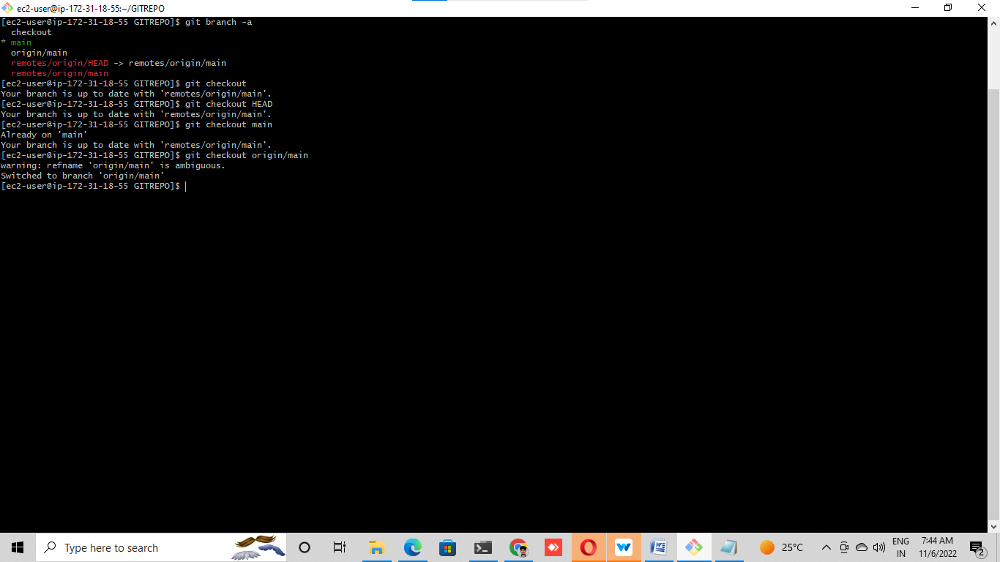 ec2-user@ip-172-31-18-55:~/GITREPO
[ec2-user@ip-172-31-18-55 GITREPO]$ git branch -a
  checkout
* main
  origin/main
  remotes/origin/HEAD -> remotes/origin/main
  remotes/origin/main
[ec2-user@ip-172-31-18-55 GITREPO]$ git checkout
Your branch is up to date with 'remotes/origin/main'.
[ec2-user@ip-172-31-18-55 GITREPO]$ git checkout HEAD
Your branch is up to date with 'remotes/origin/main'.
[ec2-user@ip-172-31-18-55 GITREPO]$ git checkout main
Already on 'main'
Your branch is up to date with 'remotes/origin/main'.
[ec2-user@ip-172-31-18-55 GITREPO]$ git checkout origin/main
warning: refname 'origin/main' is ambiguous.
Switched to branch 'origin/main'
[ec2-user@ip-172-31-18-55 GITREPO]$
Type here to search
25°C
ENG
IN
7:44 AM
11/6/2022
2